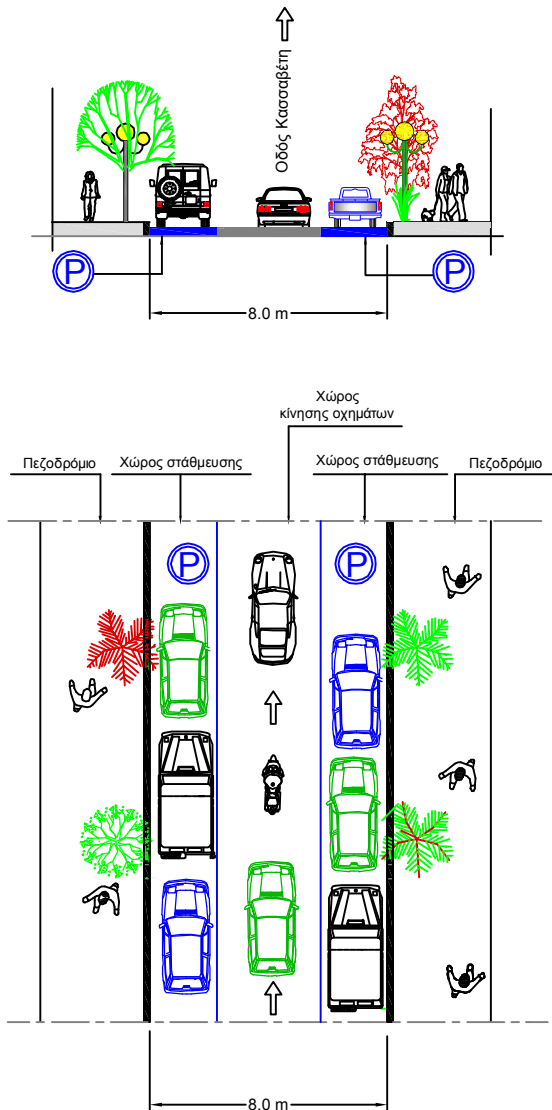 Οδός Κασσαβέτη
P
P
8.0 m
Χώρος
κίνησης οχημάτων
Πεζοδρόμιο
Χώρος στάθμευσης
Χώρος στάθμευσης
Πεζοδρόμιο
P
P
8.0 m